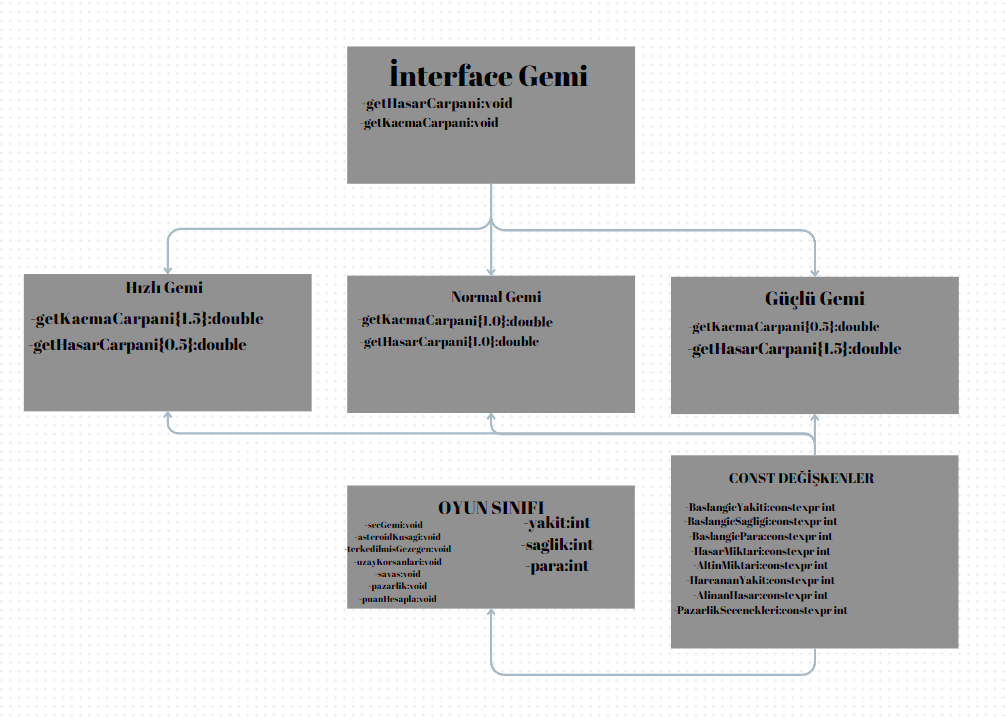 İnterface Gemi
-getHasarCarpani:void
-getKacmaCarpani:void
Hızlı Gemi
-getKacmaCarpani{1.5}:double
-getHasarCarpani{0.5}:double
Normal Gemi
-getKacmaCarpani{1.0}:double
-getHasarCarpani{1.0}:double
Güçlü Gemi
-getKacmaCarpani{0.5}:double
-getHasarCarpani{1.5}:double
OYUN SINIFI
-secGemi:void
-asteroidKusagi:void
-terkedilmisGezegen:void
-uzayKorsanlari:void
-savas:void
-pazarlik:void
-puanHesapla:void
-yakit:int
-saglik:int
-para:int
CONST DEĞİŞKENLER
-BaslangicYakiti:constexpr int
-BaslangicSagligi:constexpr int
-BaslangicPara:constexpr int
-HasarMiktari:constexpr int
-AltinMiktari:constexpr int
-HarcananYakit:constexpr int
-AlinanHasar:constexpr int
-PazarlikSecenekleri:constexpr int